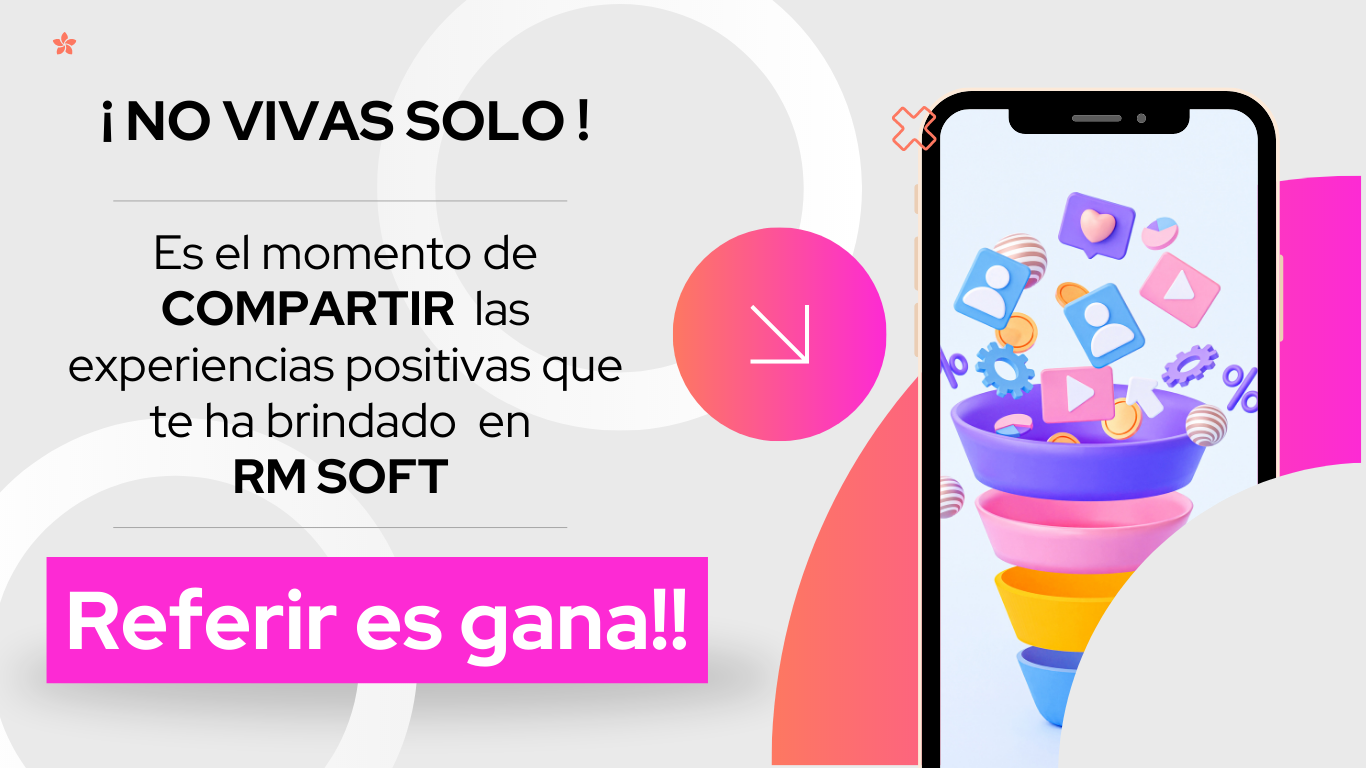 ¡ NO VIVAS SOLO !
Es el momento de
COMPARTIR las
experiencias positivas que
te ha brindado en
RM SOFT
Referir es gana!!
%
%